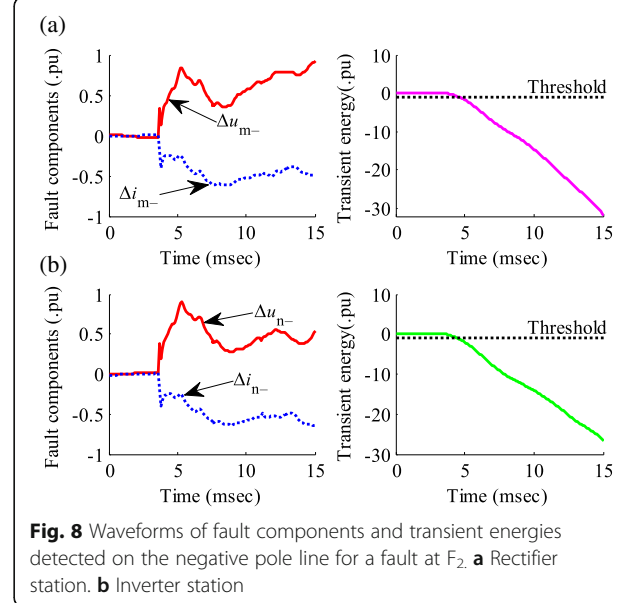 (a)
Fault components (.pu)
1
0.5
0
-0.5
-1
Δu m−
Δi m−
0 5 10 15
Time (msec)
Transient energy(.pu)
10
0
-10
-20
-30
Threshold
0 5 10 15
Time (msec)
(b)
Fault components (.pu)
1
0.5
0
-0.5
-1
Δu n−
Δi n−
0 5 10 15
Time (msec)
Transient energy(.pu)
10
0
-10
-20
-30
Threshold
0 5 10 15
Time (msec)
Fig. 8 Waveforms of fault components and transient energies
detected on the negative pole line for a fault at F2. a Rectifier
station. b Inverter station